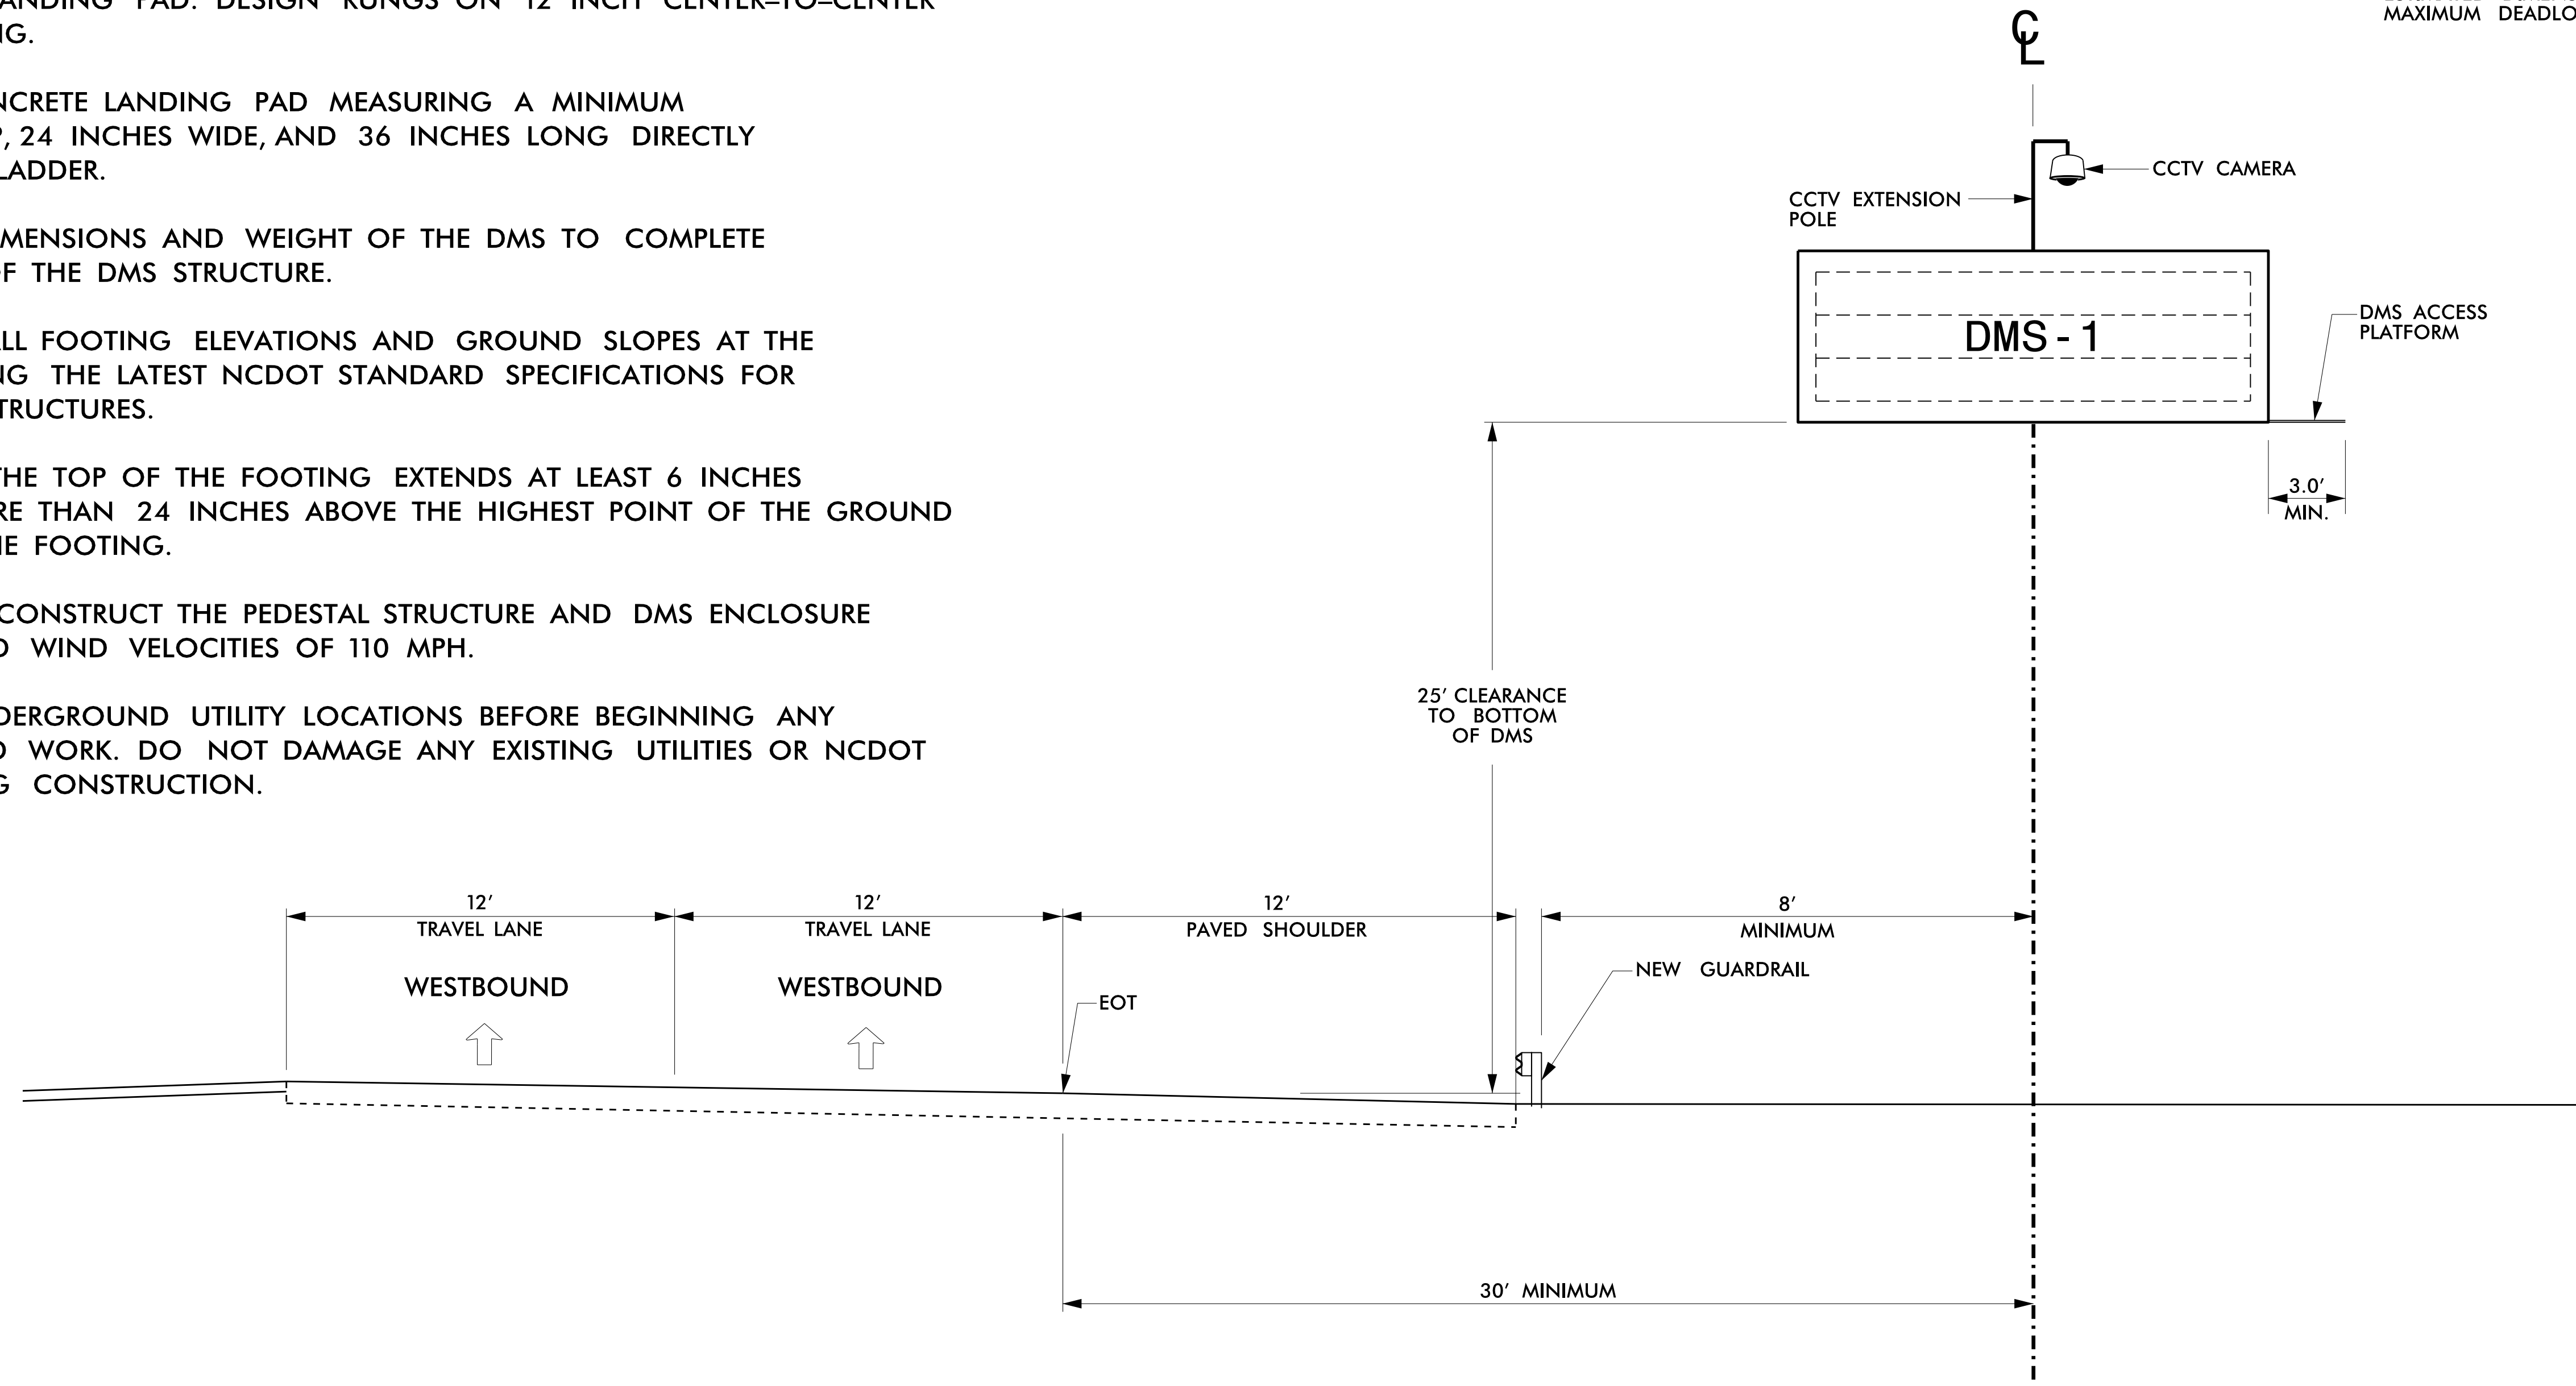 LANDING PAD. DESIGN RUNGS ON 12 INCH CENTER-TO-CENTER
NG.
NCRETE LANDING PAD MEASURING A MINIMUM
P, 24 INCHES WIDE, AND 36 INCHES LONG DIRECTLY
LADDER.
MENSIONS AND WEIGHT OF THE DMS TO COMPLETE
OF THE DMS STRUCTURE.
ALL FOOTING ELEVATIONS AND GROUND SLOPES AT THE
NG THE LATEST NCDOT STANDARD SPECIFICATIONS FOR
STRUCTURES.
THE TOP OF THE FOOTING EXTENDS AT LEAST 6 INCHES
RE THAN 24 INCHES ABOVE THE HIGHEST POINT OF THE GROUND
HE FOOTING.
CONSTRUCT THE PEDESTAL STRUCTURE AND DMS ENCLOSURE
D WIND VELOCITIES OF 110 MPH.
DERGROUND UTILITY LOCATIONS BEFORE BEGINNING ANY
D WORK. DO NOT DAMAGE ANY EXISTING UTILITIES OR NCDOT
G CONSTRUCTION.
MAXIMUM DEADLO
CL
CCTV CAMERA
CCTV EXTENSION
POLE
DMS-1
DMS ACCESS
PLATFORM
3.0'
MIN.
25' CLEARANCE
TO BOTTOM
OF DMS
12'
TRAVEL LANE
12'
TRAVEL LANE
12'
PAVED SHOULDER
8'
MINIMUM
WESTBOUND
WESTBOUND
NEW GUARDRAIL
EOT
30' MINIMUM